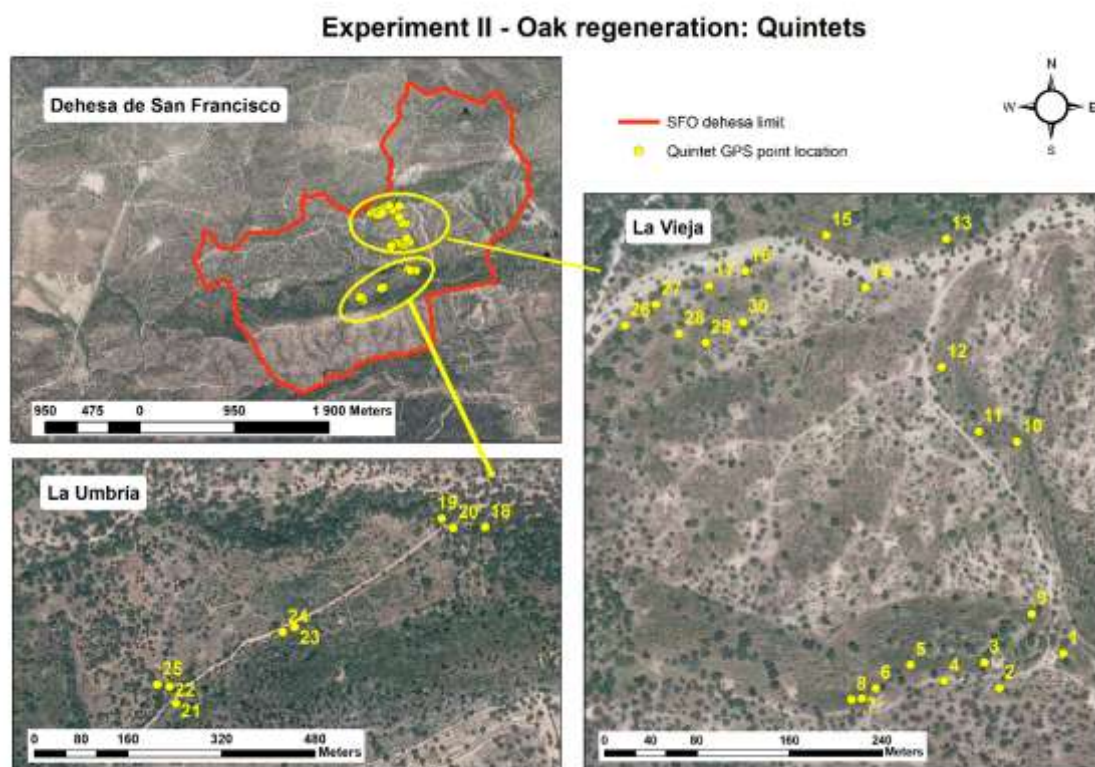 Experiment II - Oak regeneration: Quintets
Dehesa de San Francisco
950 475 0 950 1 900 Meters
SFO dehesa limit
Quintet GPS point location
N
W E
S
La Umbría
19
20 18
24
23
25
22
21
0 80 160 320 480
Meters
La Vieja
15 13
16
17 14
27
26 30
28 29
12
11 10
9
1
3
5
4 2
6
8 7
0 40 80 160 240
Meters